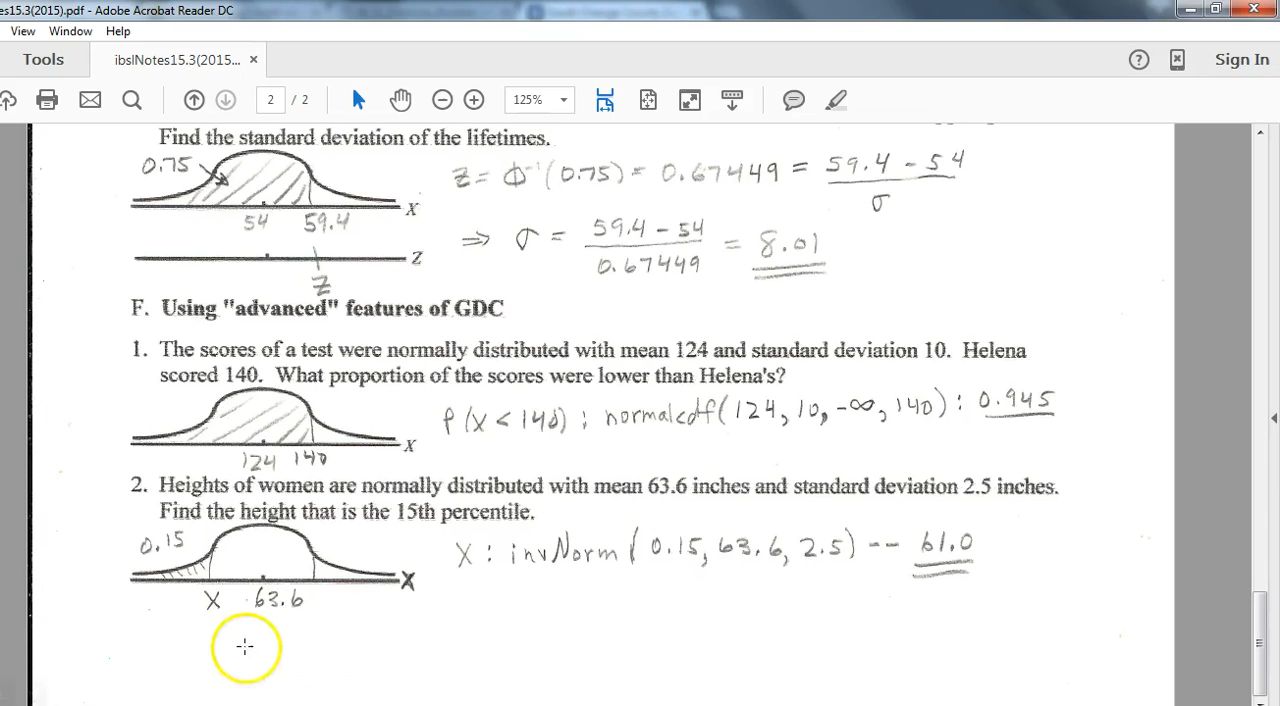 es15.3(2015).pdf - Adobe Acrobat Reader DC
View Window Help
Tools ibslNotes15.3(2015... × Sign In
2 / 2 125%
Find the standard deviation of the lifetimes.
0.75
54 59.4 X
Z
Z
Z = Φ⁻¹(0.75) = 0.67449 = 59.4 - 54
σ
⇒ σ = 59.4 - 54 = 8.01
0.67449
F. Using "advanced" features of GDC
1. The scores of a test were normally distributed with mean 124 and standard deviation 10. Helena
scored 140. What proportion of the scores were lower than Helena's?
P(X < 140) : normalcdf(124, 10, -∞, 140) : 0.945
124 140 X
2. Heights of women are normally distributed with mean 63.6 inches and standard deviation 2.5 inches.
Find the height that is the 15th percentile.
0.15
X : invNorm(0.15, 63.6, 2.5) -- 61.0
X 63.6 X